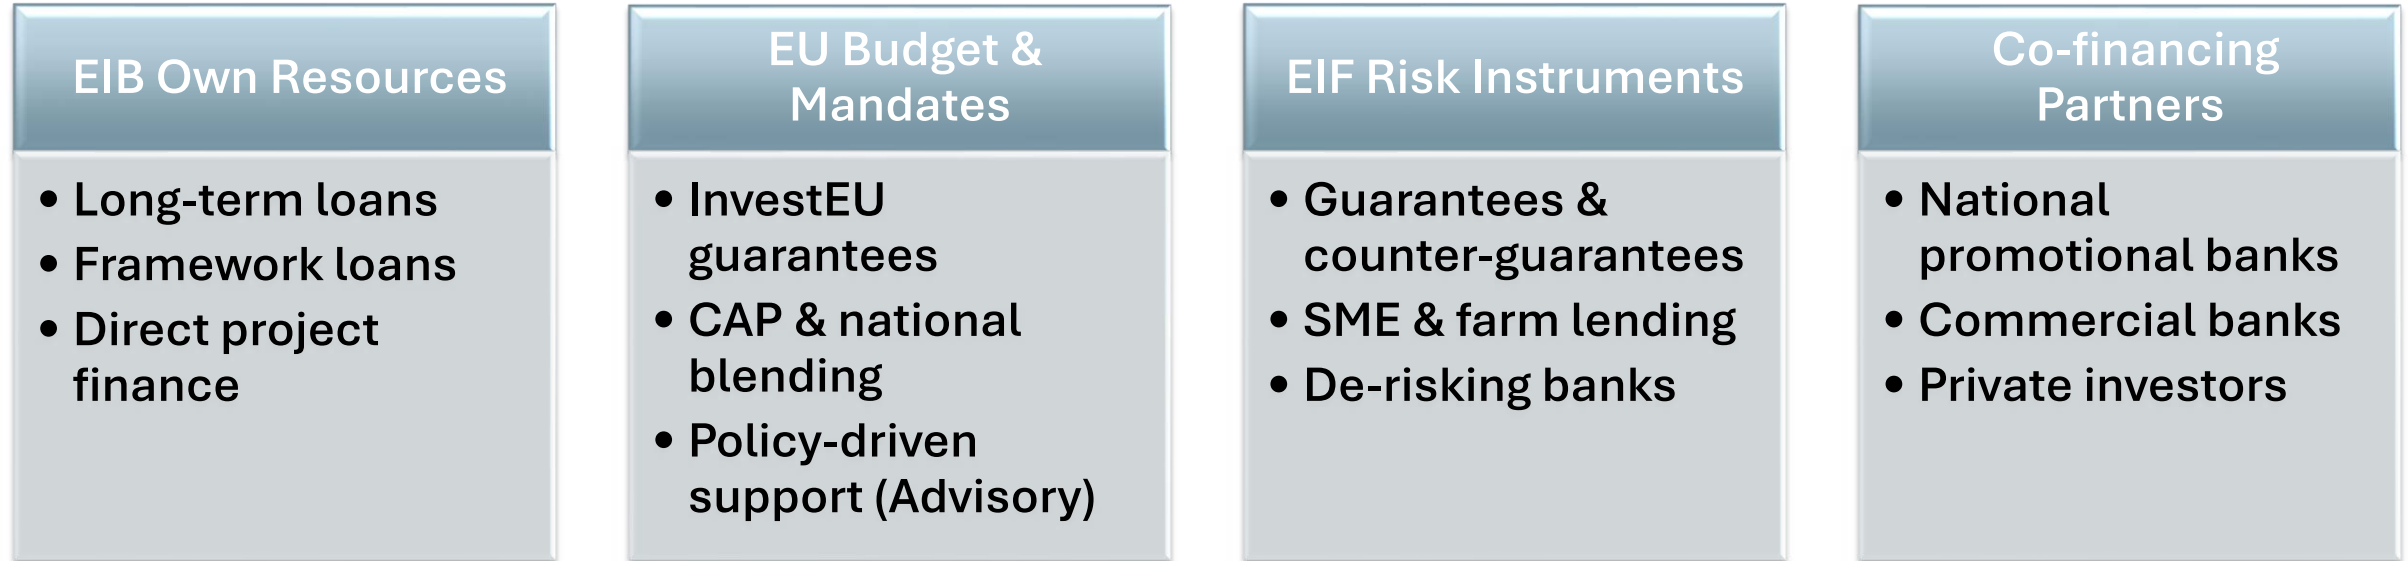 EIB Own Resources
• Long-term loans
• Framework loans
• Direct project
finance
EU Budget &
Mandates
• InvestEU
guarantees
• CAP & national
blending
• Policy-driven
support (Advisory)
EIF Risk Instruments
• Guarantees &
counter-guarantees
• SME & farm lending
• De-risking banks
Co-financing
Partners
• National
promotional banks
• Commercial banks
• Private investors